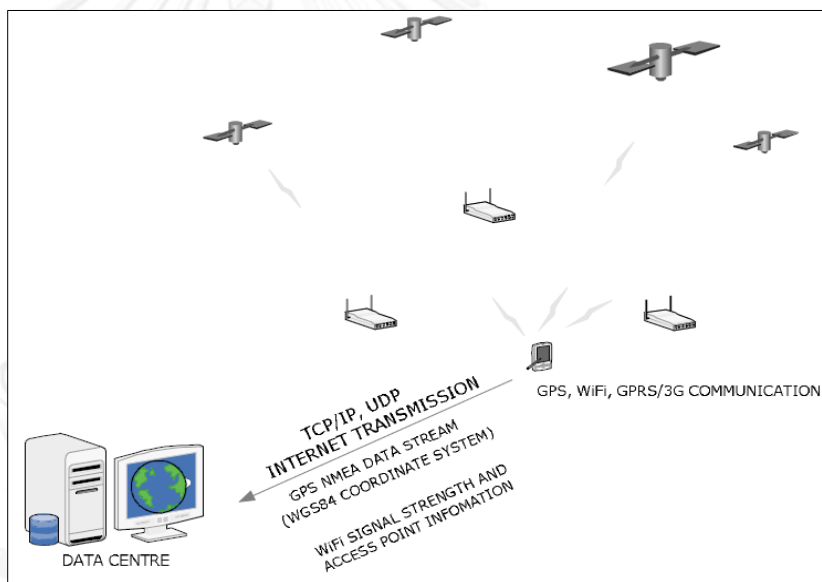 GPS, WiFi, GPRS/3G COMMUNICATION
TCP/IP, UDP
INTERNET TRANSMISSION
GPS NMEA DATA STREAM
(WGS84 COORDINATE SYSTEM)
WiFi SIGNAL STRENGTH AND
ACCESS POINT INFOMATION
DATA CENTRE